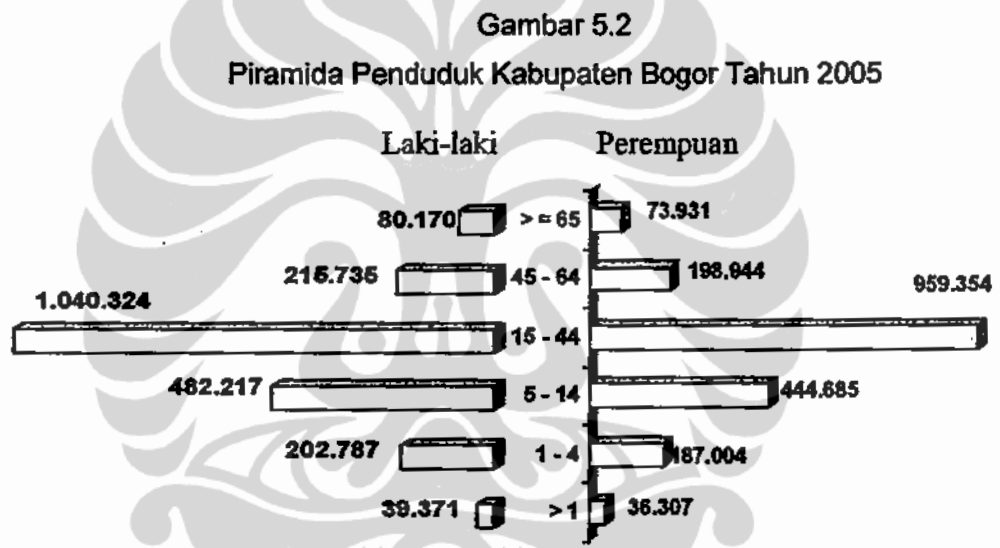 Gambar 5.2
Piramida Penduduk Kabupaten Bogor Tahun 2005
Laki-laki Perempuan
80.170 >= 65 73.931
215.735 45 - 64 198.944
1.040.324 15 - 44 959.354
482.217 5 - 14 444.685
202.787 1 - 4 187.004
39.371 >1 36.307